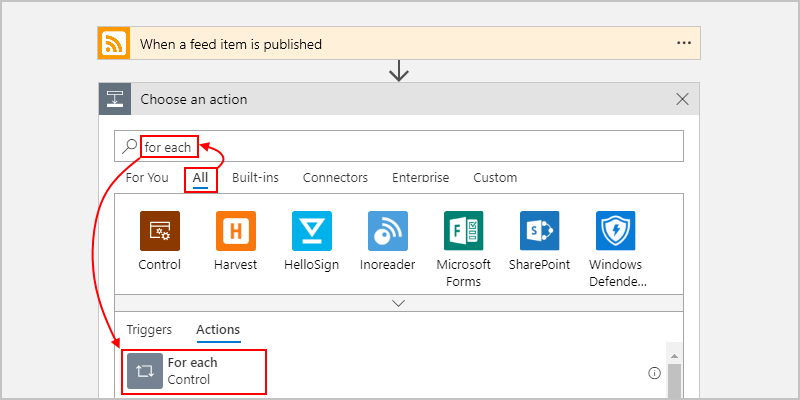 When a feed item is published
Choose an action
for each
For You All Built-ins Connectors Enterprise Custom
Control Harvest HelloSign Inoreader Microsoft Forms SharePoint Windows Defende...
Triggers Actions
For each
Control